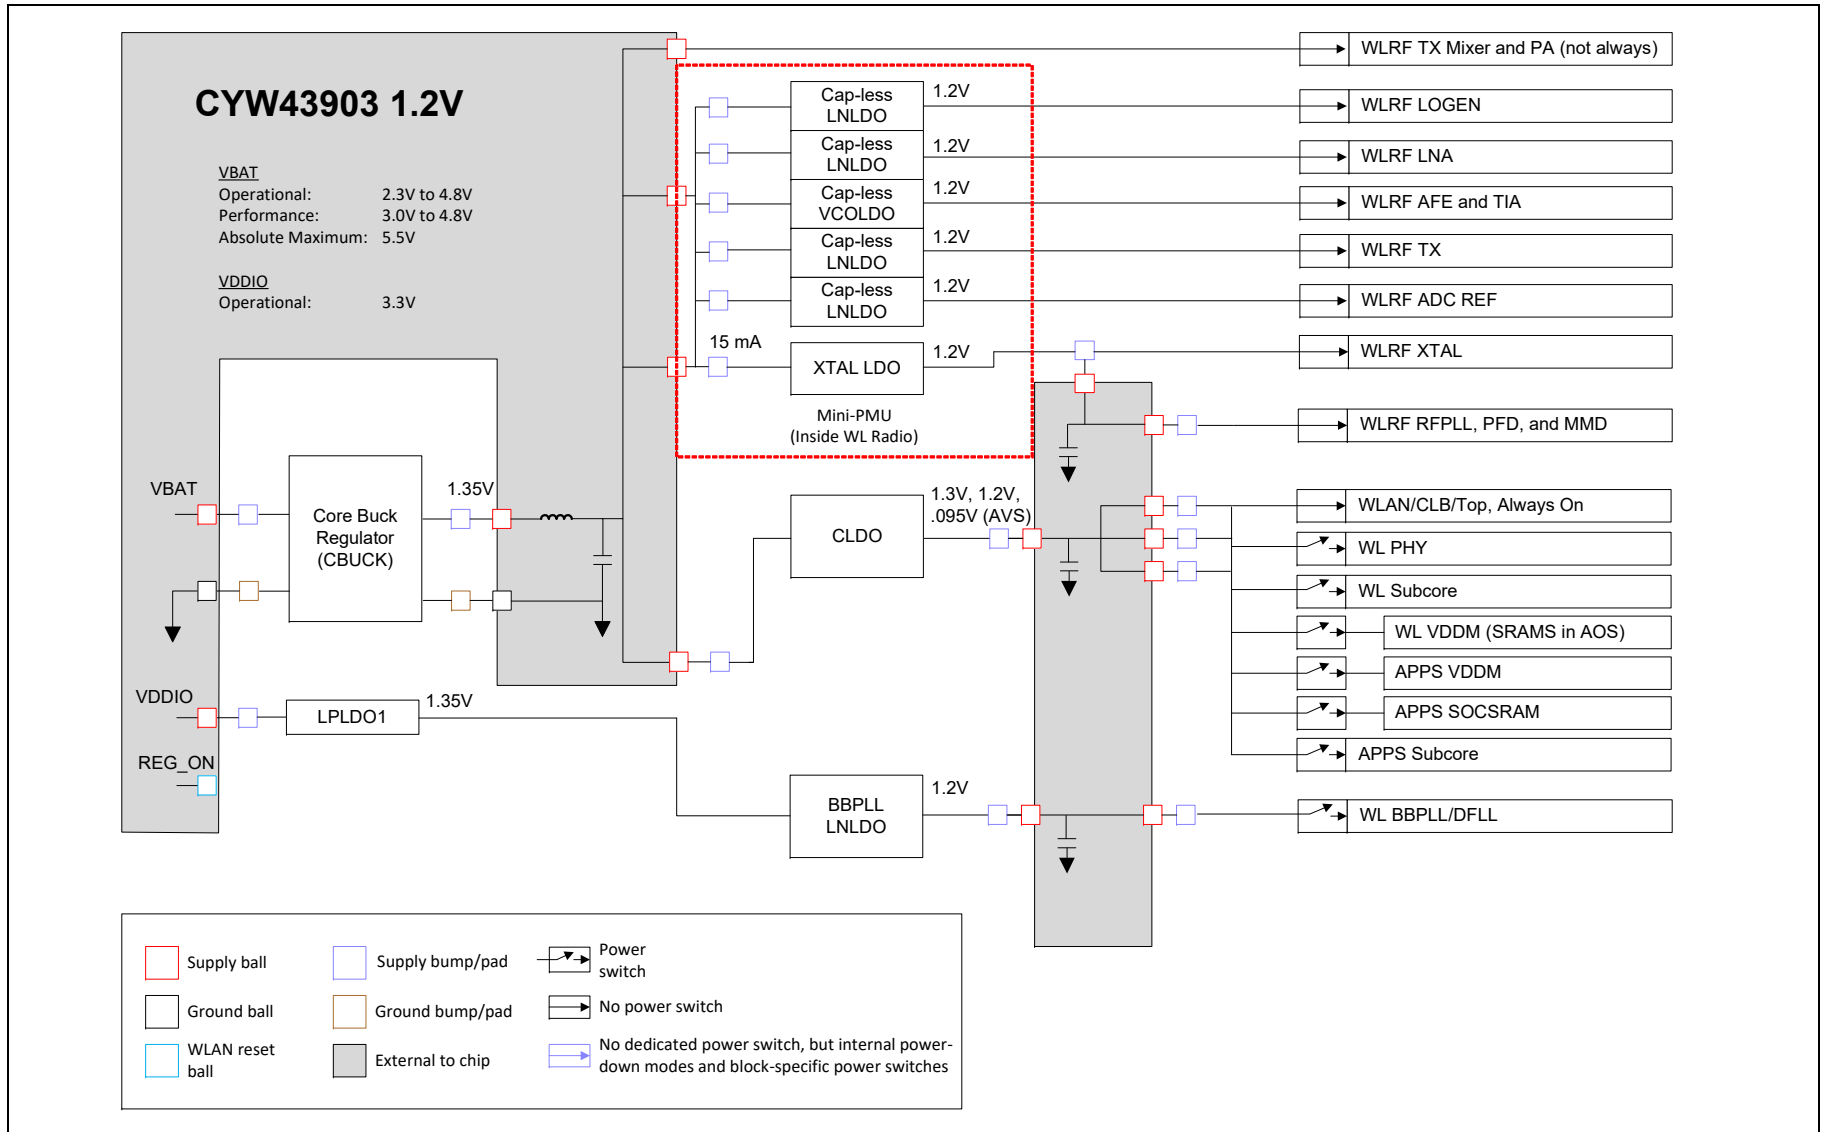 CYW43903 1.2V
VBAT
Operational: 2.3V to 4.8V
Performance: 3.0V to 4.8V
Absolute Maximum: 5.5V
VDDIO
Operational: 3.3V
VBAT
Core Buck
Regulator
(CBUCK)
1.35V
VDDIO
LPLDO1
1.35V
REG_ON
Cap-less
LNLDO
1.2V
Cap-less
LNLDO
1.2V
Cap-less
VCOLDO
1.2V
Cap-less
LNLDO
1.2V
Cap-less
LNLDO
1.2V
15 mA
XTAL LDO
1.2V
Mini-PMU
(Inside WL Radio)
CLDO
1.3V, 1.2V,
.095V (AVS)
BBPLL
LNLDO
1.2V
WLRF TX Mixer and PA (not always)
WLRF LOGEN
WLRF LNA
WLRF AFE and TIA
WLRF TX
WLRF ADC REF
WLRF XTAL
WLRF RFPLL, PFD, and MMD
WLAN/CLB/Top, Always On
WL PHY
WL Subcore
WL VDDM (SRAMS in AOS)
APPS VDDM
APPS SOCSRAM
APPS Subcore
WL BBPLL/DFLL
Supply ball
Ground ball
WLAN reset
ball
Supply bump/pad
Ground bump/pad
External to chip
Power
switch
No power switch
No dedicated power switch, but internal power-
down modes and block-specific power switches